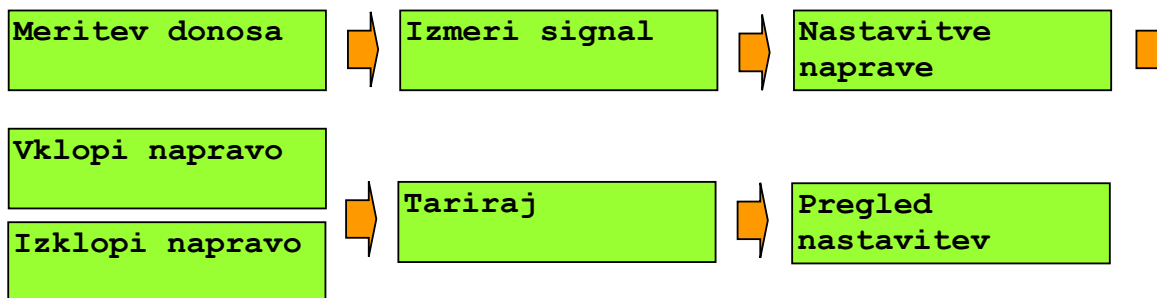 Meritev donosa
Izmeri signal
Nastavitve
naprave
Vklopi napravo
Izklopi napravo
Tariraj
Pregled
nastavitev